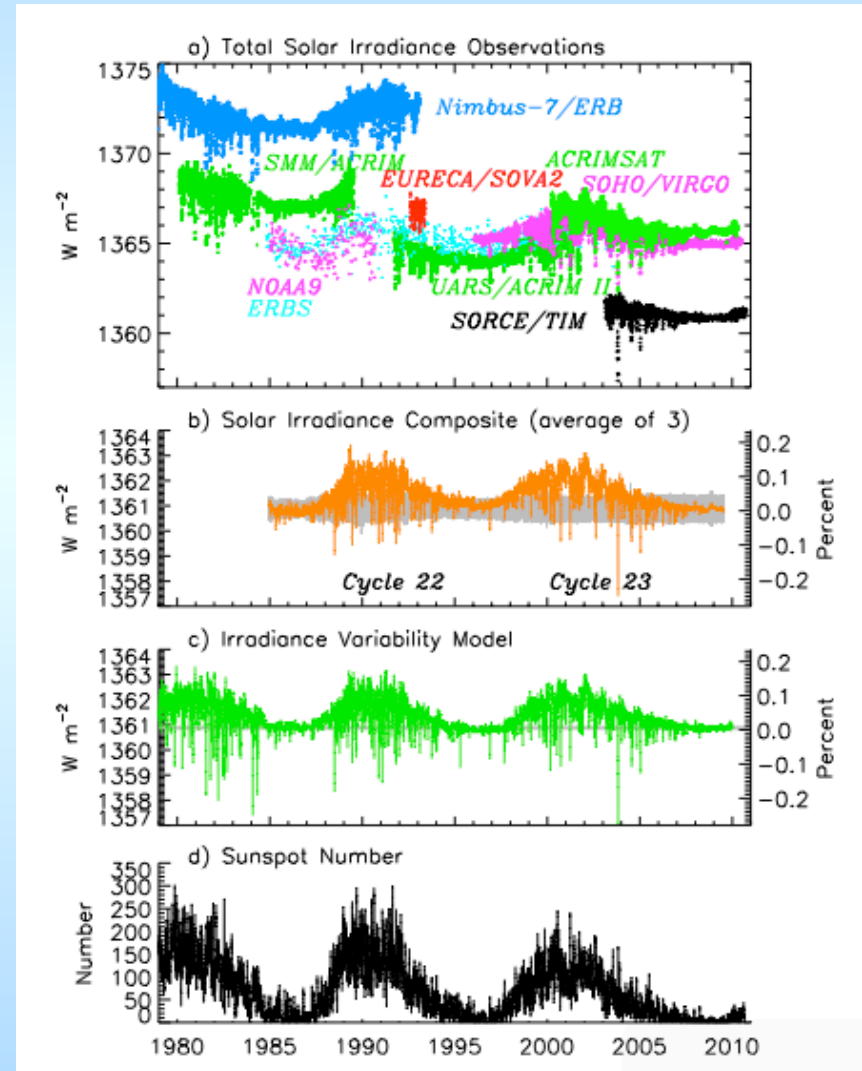 a) Total Solar Irradiance Observations
1375
1370
1365
1360
W m-2
Nimbus-7/ERB
SMM/ACRIM
ACRIMSAT
EURECA/SOVA2
SOHO/VIRGO
NOAA9
UARS/ACRIM II
ERBS
SORCE/TIM
b) Solar Irradiance Composite (average of 3)
1364
1363
1362
1361
1360
1359
1358
1357
W m-2
0.2
0.1
0.0
-0.1
-0.2
Percent
Cycle 22
Cycle 23
c) Irradiance Variability Model
1364
1363
1362
1361
1360
1359
1358
1357
W m-2
0.2
0.1
0.0
-0.1
-0.2
Percent
d) Sunspot Number
350
300
250
200
150
100
50
0
Number
1980 1985 1990 1995 2000 2005 2010